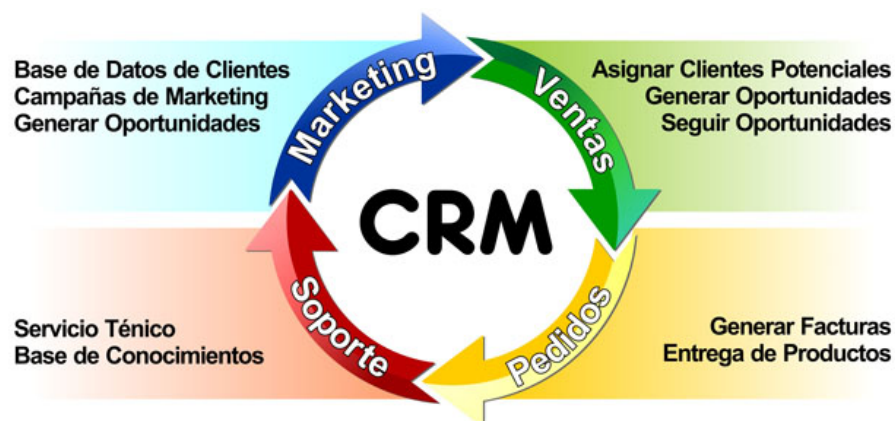 Base de Datos de Clientes
Campañas de Marketing
Generar Oportunidades
Marketing
Ventas
Asignar Clientes Potenciales
Generar Oportunidades
Seguir Oportunidades
CRM
Servicio Ténico
Base de Conocimientos
Soporte
Pedidos
Generar Facturas
Entrega de Productos